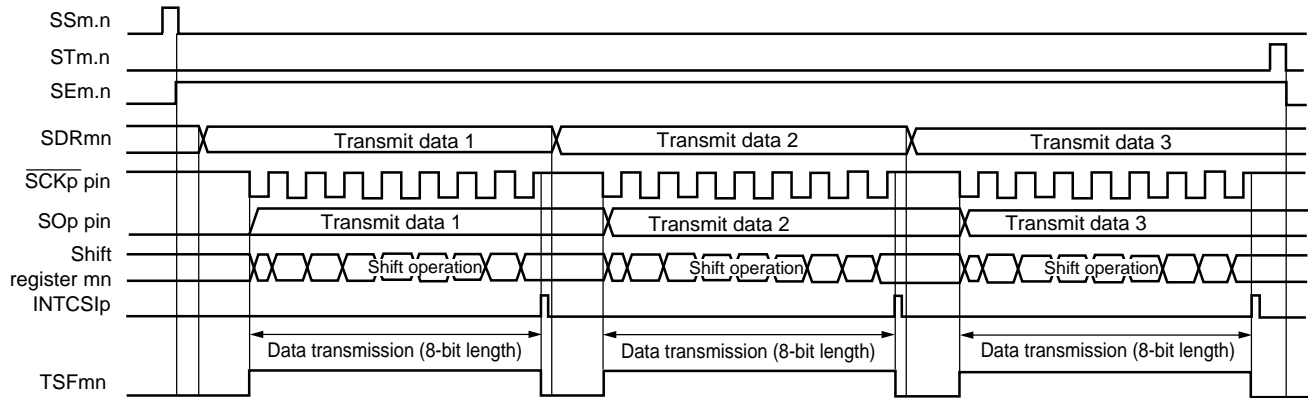 SSm.n
STm.n
SEm.n
SDRmn Transmit data 1 Transmit data 2 Transmit data 3
SCKp pin
SOp pin Transmit data 1 Transmit data 2 Transmit data 3
Shift
register mn Shift operation Shift operation Shift operation
INTCSIp
Data transmission (8-bit length) Data transmission (8-bit length) Data transmission (8-bit length)
TSFmn